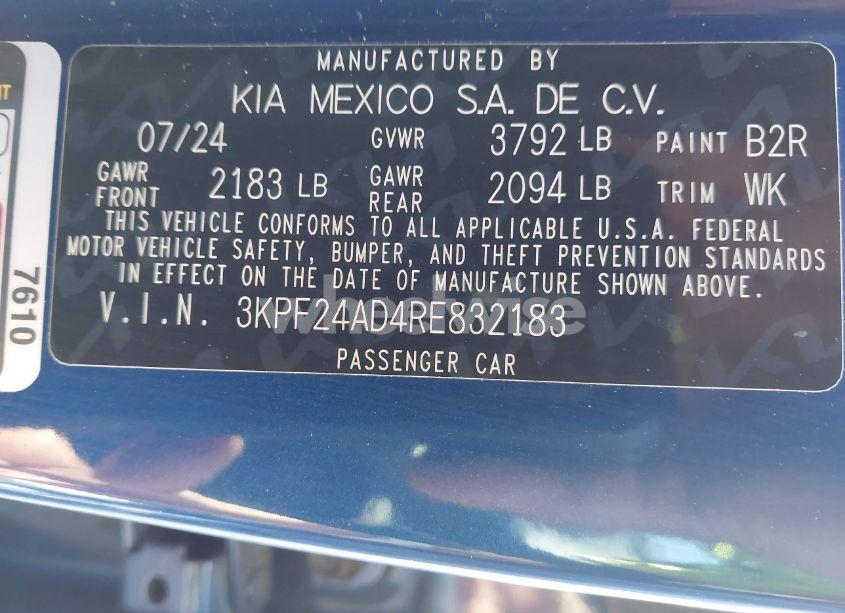 MANUFACTURED BY
KIA MEXICO S.A. DE C.V.
07/24 GVWR 3792 LB PAINT B2R
GAWR FRONT 2183 LB GAWR REAR 2094 LB TRIM WK
THIS VEHICLE CONFORMS TO ALL APPLICABLE U.S.A. FEDERAL
MOTOR VEHICLE SAFETY, BUMPER, AND THEFT PREVENTION STANDARDS
IN EFFECT ON THE DATE OF MANUFACTURE SHOWN ABOVE.
V.I.N. 3KPF24AD4RE832183
PASSENGER CAR
7610
wheelwise